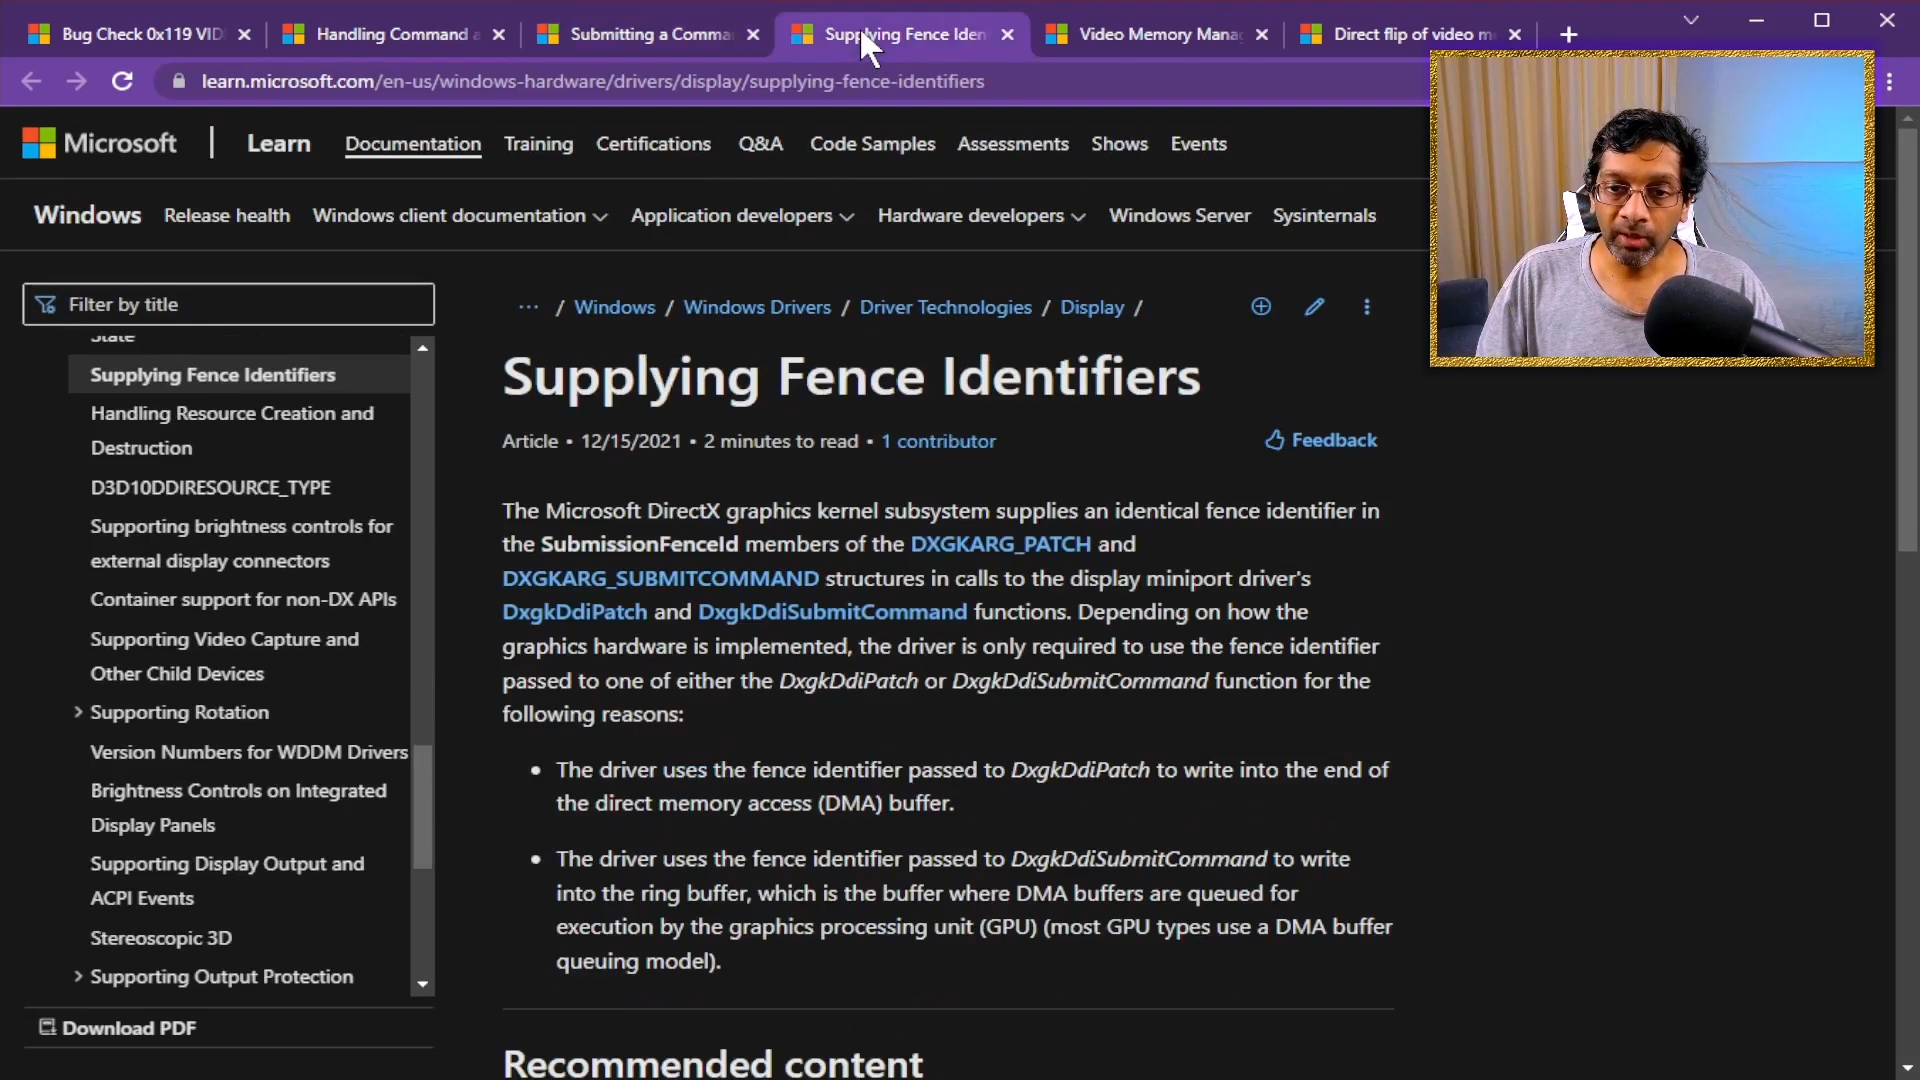 Bug Check 0x119 VID
Handling Command a
Submitting a Comma
Supplying Fence Iden
Video Memory Mana
Direct flip of video m
learn.microsoft.com/en-us/windows-hardware/drivers/display/supplying-fence-identifiers
Microsoft
Learn
Documentation
Training
Certifications
Q&A
Code Samples
Assessments
Shows
Events
Windows
Release health
Windows client documentation
Application developers
Hardware developers
Windows Server
Sysinternals
Filter by title
State
Supplying Fence Identifiers
Handling Resource Creation and
Destruction
D3D10DDIRESOURCE_TYPE
Supporting brightness controls for
external display connectors
Container support for non-DX APIs
Supporting Video Capture and
Other Child Devices
Supporting Rotation
Version Numbers for WDDM Drivers
Brightness Controls on Integrated
Display Panels
Supporting Display Output and
ACPI Events
Stereoscopic 3D
Supporting Output Protection
Download PDF
··· / Windows / Windows Drivers / Driver Technologies / Display /
Supplying Fence Identifiers
Article • 12/15/2021 • 2 minutes to read • 1 contributor
Feedback
The Microsoft DirectX graphics kernel subsystem supplies an identical fence identifier in
the SubmissionFenceId members of the DXGKARG_PATCH and
DXGKARG_SUBMITCOMMAND structures in calls to the display miniport driver's
DxgkDdiPatch and DxgkDdiSubmitCommand functions. Depending on how the
graphics hardware is implemented, the driver is only required to use the fence identifier
passed to one of either the DxgkDdiPatch or DxgkDdiSubmitCommand function for the
following reasons:
• The driver uses the fence identifier passed to DxgkDdiPatch to write into the end of
the direct memory access (DMA) buffer.
• The driver uses the fence identifier passed to DxgkDdiSubmitCommand to write
into the ring buffer, which is the buffer where DMA buffers are queued for
execution by the graphics processing unit (GPU) (most GPU types use a DMA buffer
queuing model).
Recommended content